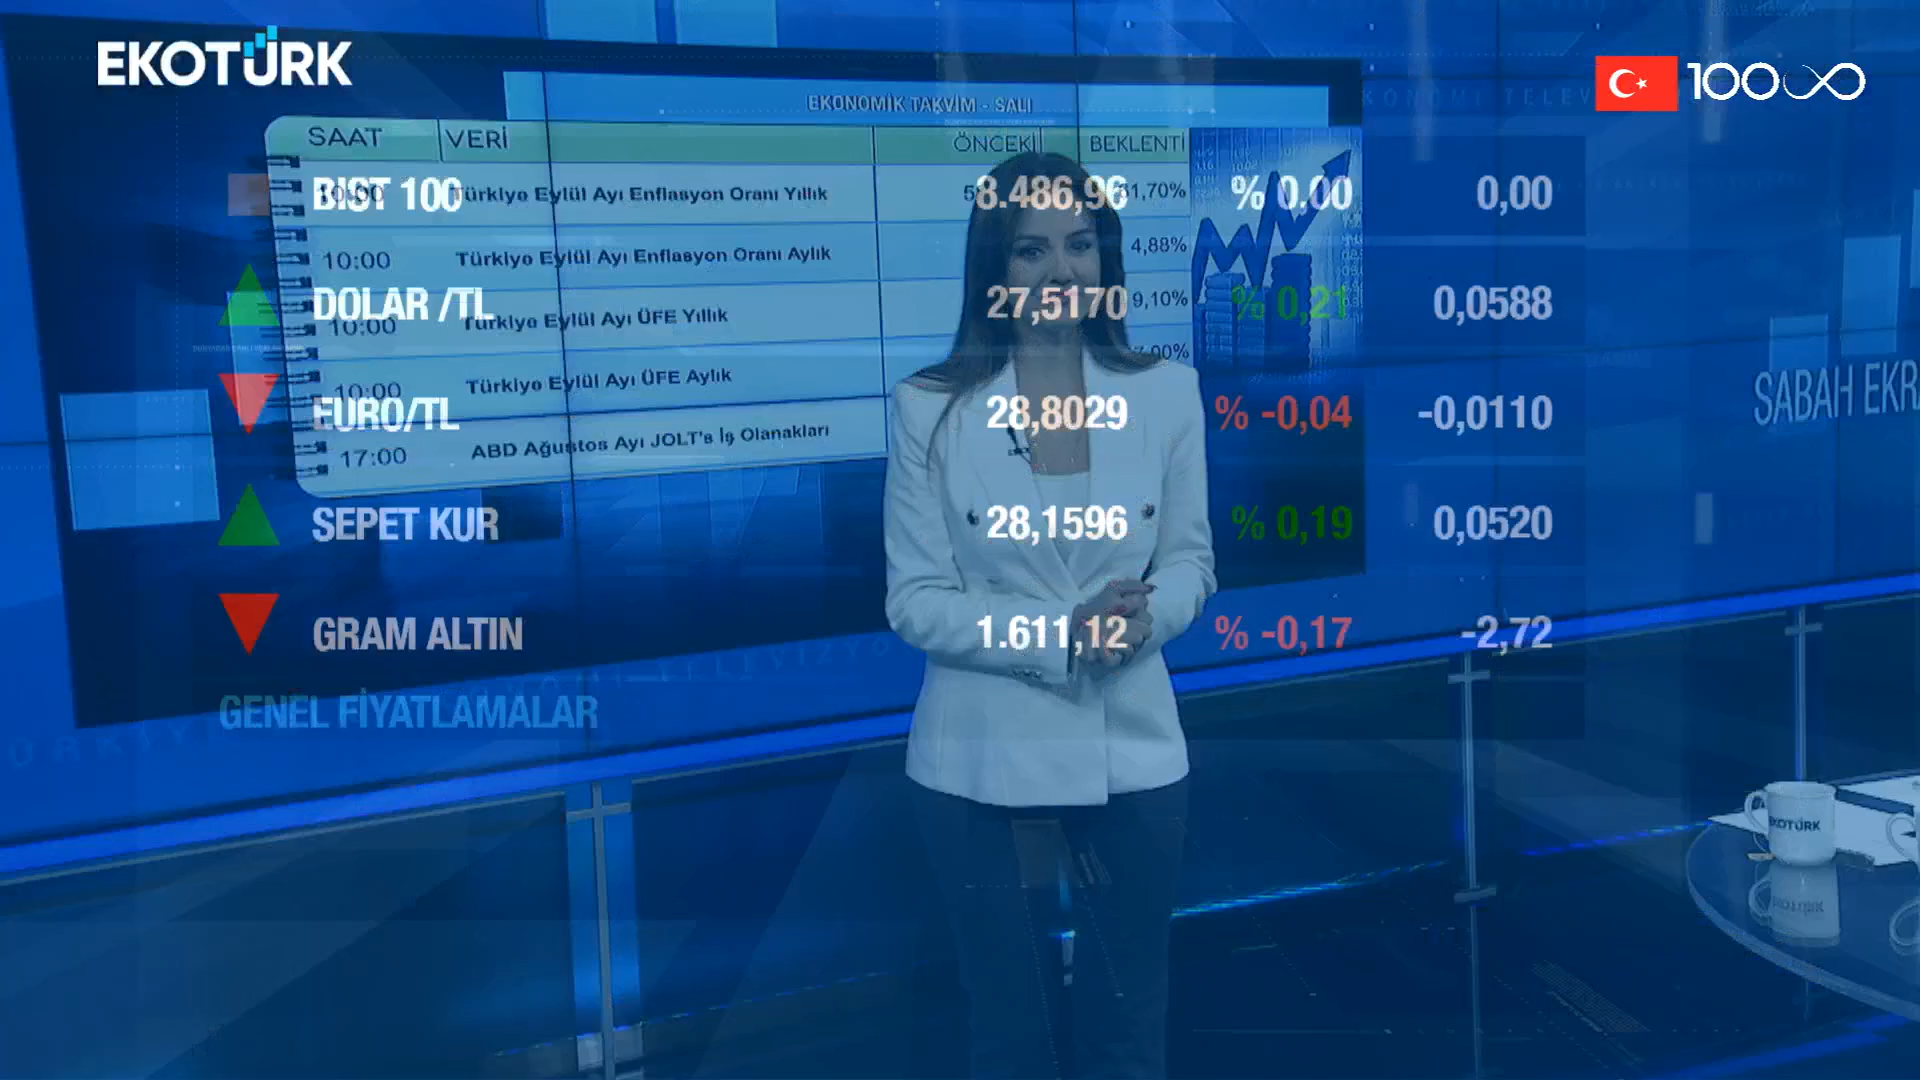 EKOTÜRK
100
EKONOMİK TAKVİM - SALI
SAAT VERİ ÖNCEKİ BEKLENTİ
10:00 Türkiye Eylül Ayı Enflasyon Oranı Yıllık 61,70%
BIST 100 8.486,96 % 0.00 0,00
10:00 Türkiye Eylül Ayı Enflasyon Oranı Aylık 4,88%
DOLAR /TL 27,5170 % 0,21 0,0588
10:00 Türkiye Eylül Ayı ÜFE Yıllık 9,10%
10:00 Türkiye Eylül Ayı ÜFE Aylık
EURO/TL 28,8029 % -0,04 -0,0110
17:00 ABD Ağustos Ayı JOLT's İş Olanakları
SEPET KUR 28,1596 % 0,19 0,0520
GRAM ALTIN 1.611,12 % -0,17 -2,72
GENEL FİYATLAMALAR
SABAH EKRA
EKOTÜRK